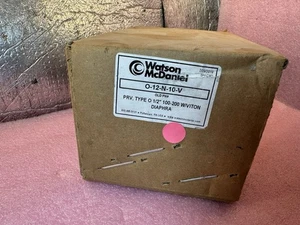 Watson
McDaniel
O-12-N-10-V
PRV, TYPE O 1/2" 100-200 W/VITON
DIAPHRA